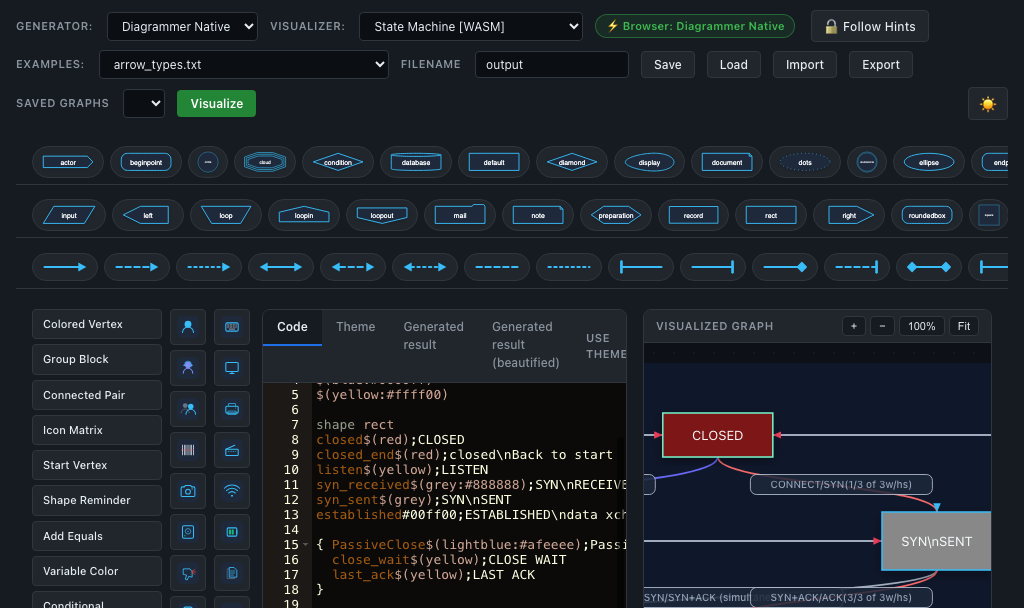 GENERATOR: Diagrammer Native VISUALIZER: State Machine [WASM] ⚡ Browser: Diagrammer Native 🔓 Follow Hints
EXAMPLES: arrow_types.txt FILENAME output Save Load Import Export
SAVED GRAPHS Visualize
actor beginpoint cloud condition database default diamond display document dots ellipse endp
input left loop loopin loopout mail note preparation record rect right roundedbox
Colored Vertex
Group Block
Connected Pair
Icon Matrix
Start Vertex
Shape Reminder
Add Equals
Variable Color
Conditional
Code Theme Generated result Generated result (beautified) USE THEME
5 $(yellow:#ffff00)
6
7 shape rect
8 closed$(red);CLOSED
9 closed_end$(red);closed\nBack to start
10 listen$(yellow);LISTEN
11 syn_received$(grey:#888888);SYN\nRECEIVE
12 syn_sent$(grey);SYN\nSENT
13 established#00ff00;ESTABLISHED\ndata xch
14
15 { PassiveClose$(lightblue:#afeeee);Passi
16 close_wait$(yellow);CLOSE WAIT
17 last_ack$(yellow);LAST ACK
18 }
19
VISUALIZED GRAPH + − 100% Fit
CLOSED
CONNECT/SYN(1/3 of 3w/hs)
SYN\nSENT
SYN/SYN+ACK (simul
SYN+ACK/ACK(3/3 of 3w/hs)